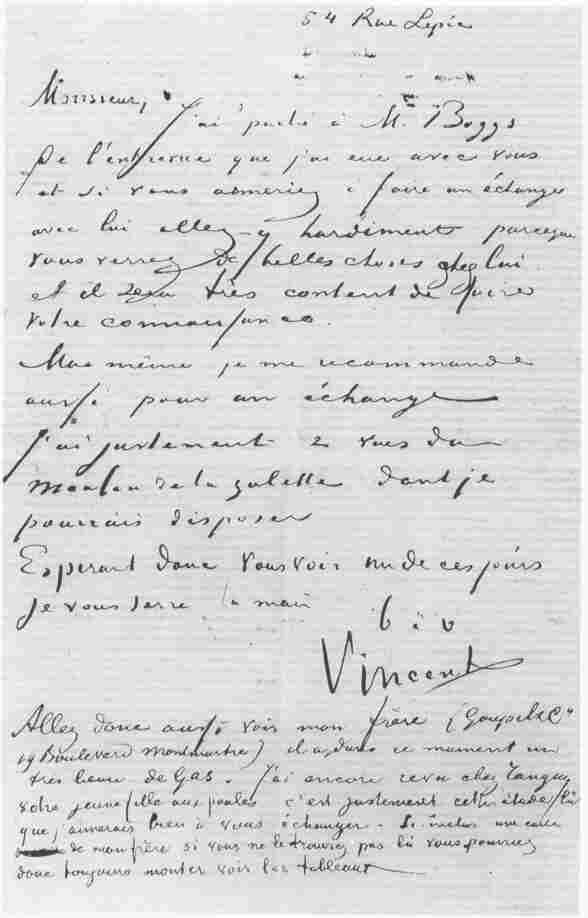 54 Rue Lepic
Monsieur,
J'ai parlé à M. Boggs
de l'entrevue que j'ai eue avec vous
et si vous aimeriez à faire un échange
avec lui allez-y hardiments parceque
vous verrez de belles choses chez lui
et il sera très content de faire
votre connaissance.
Moi même je me recommande
aussi pour un échange
J'ai justement 2 vues du
moulin de la galette dont je
pourrais disposer
Esperant donc vous voir un de ces jours
je vous serre la main
b à v
Vincent
Allez donc aussi voir mon frère (Goupil & Cie
19 Boulevard Montmartre) il a dans ce moment un
tres beau de Gas. J'ai encore revu chez Tanguy
votre jeune fille aux poules c'est justement cette étude là
que j'aimerais bien à vous échanger. Si inclus une carte
de mon frère si vous ne le trouviez pas là vous pourriez
donc toujours monter voir les tableaux